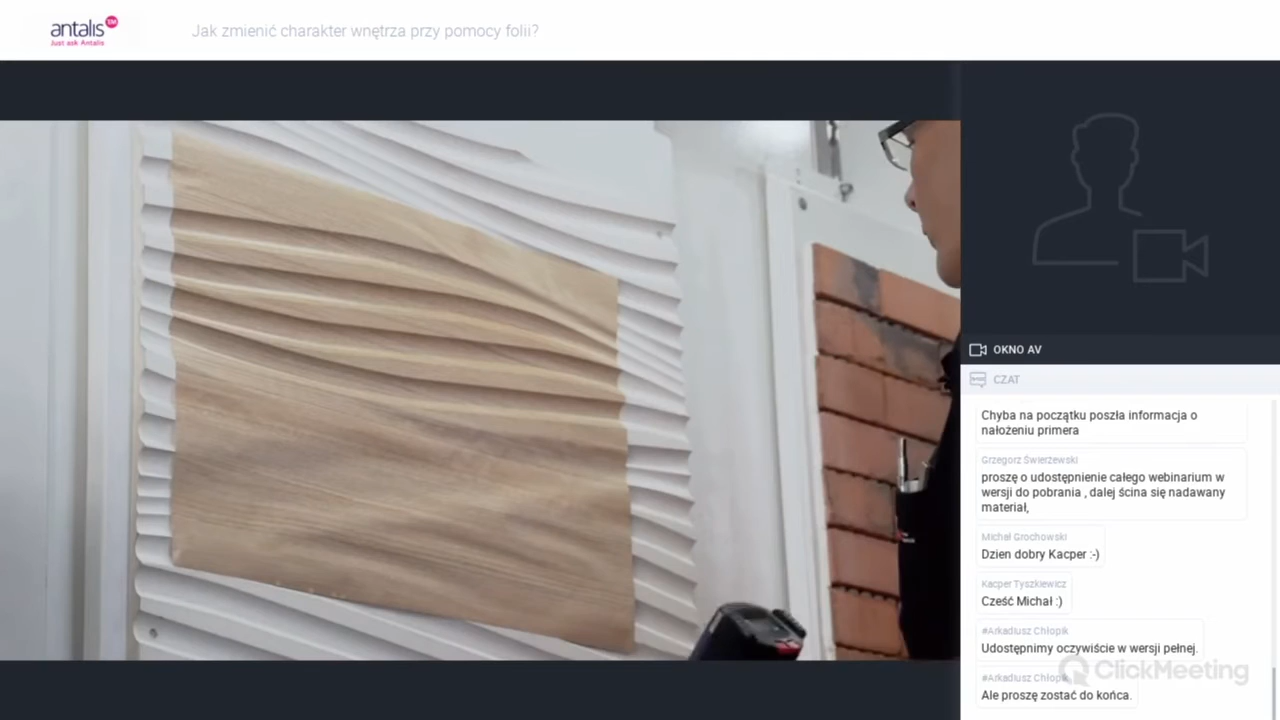 antalis TM
Just ask Antalis
Jak zmienić charakter wnętrza przy pomocy folii?
OKNO AV
CZAT
Chyba na początku poszła informacja o
nałożeniu primera
Grzegorz Świerżewski
proszę o udostępnienie całego webinarium w
wersji do pobrania , dalej ścina się nadawany
materiał,
Michał Grochowski
Dzien dobry Kacper :-)
Kacper Tyszkiewicz
Cześć Michał :)
#Arkadiusz Chłopik
Udostępnimy oczywiście w wersji pełnej.
#Arkadiusz Chłopik
Ale proszę zostać do końca.
ClickMeeting